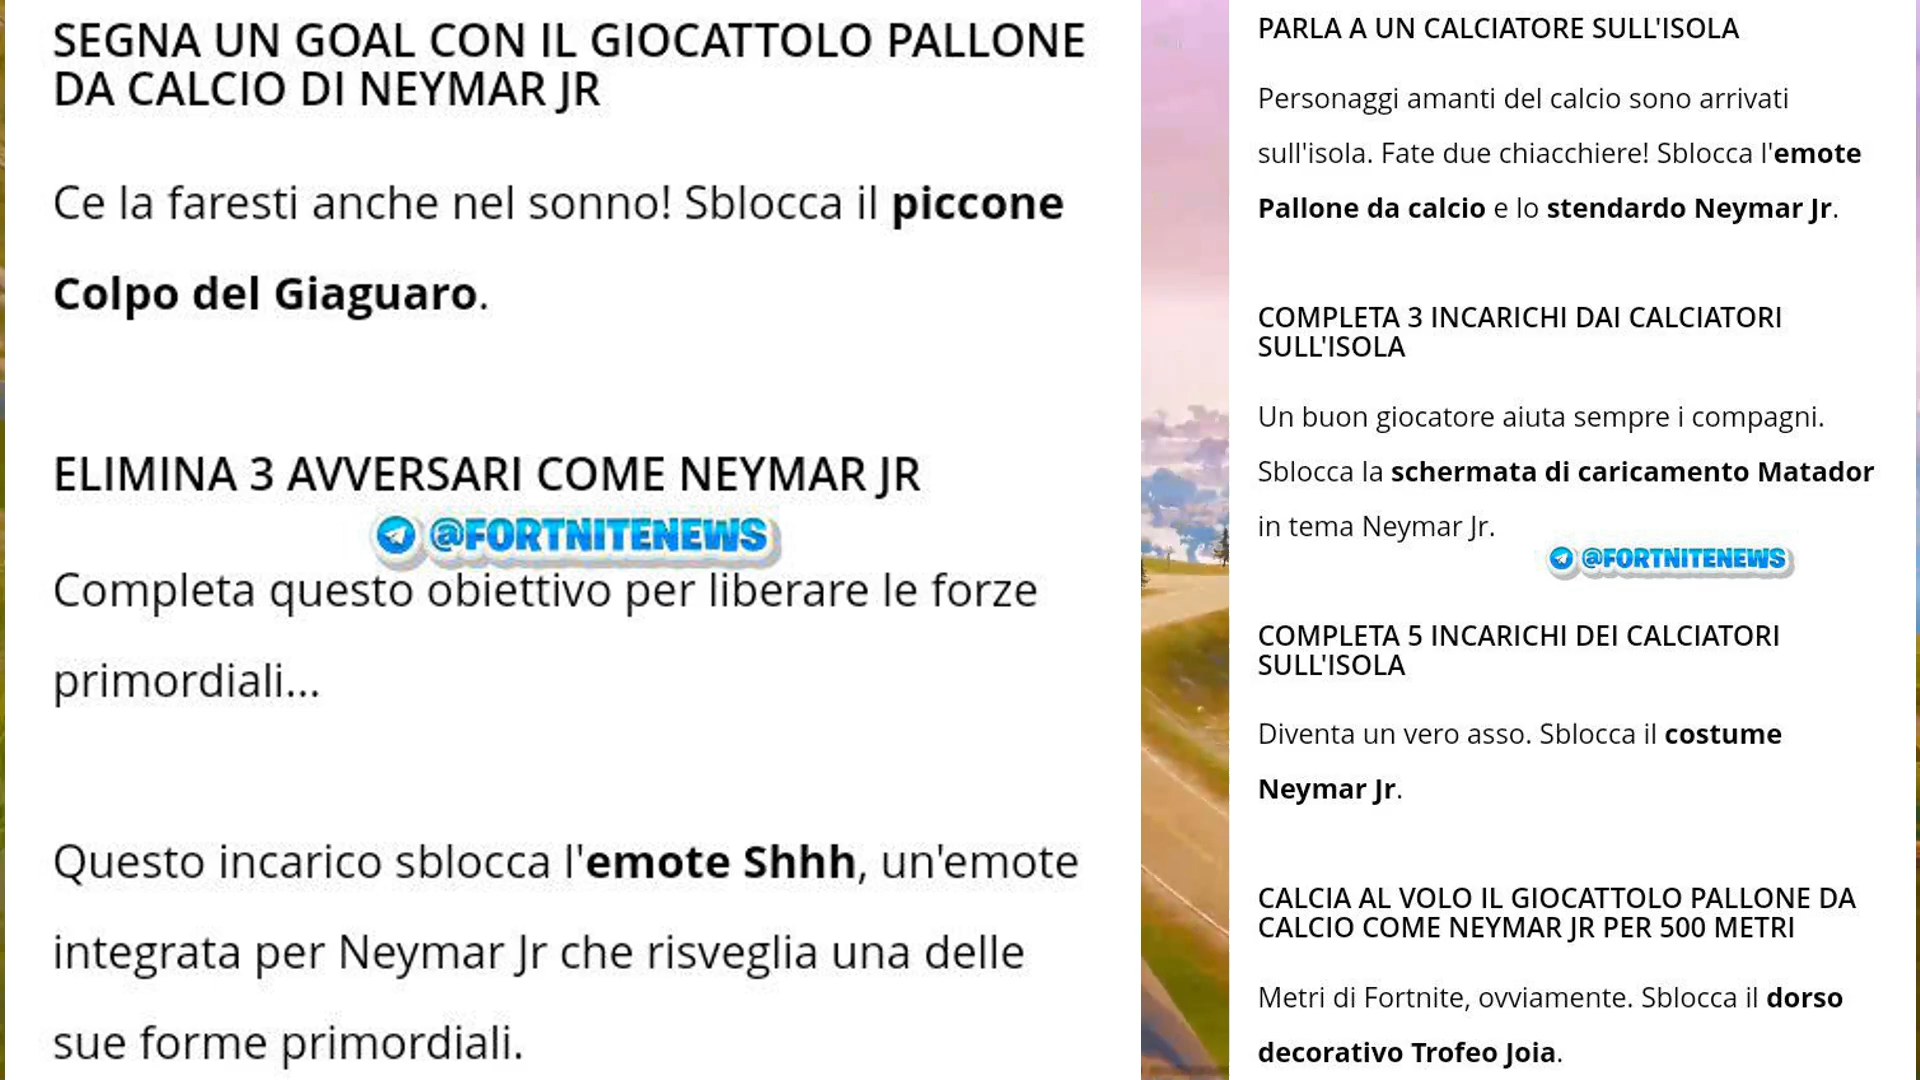 SEGNA UN GOAL CON IL GIOCATTOLO PALLONE
DA CALCIO DI NEYMAR JR
Ce la faresti anche nel sonno! Sblocca il piccone
Colpo del Giaguaro.
ELIMINA 3 AVVERSARI COME NEYMAR JR
@FORTNITENEWS
Completa questo obiettivo per liberare le forze
primordiali...
Questo incarico sblocca l'emote Shhh, un'emote
integrata per Neymar Jr che risveglia una delle
sue forme primordiali.
PARLA A UN CALCIATORE SULL'ISOLA
Personaggi amanti del calcio sono arrivati
sull'isola. Fate due chiacchiere! Sblocca l'emote
Pallone da calcio e lo stendardo Neymar Jr.
COMPLETA 3 INCARICHI DAI CALCIATORI
SULL'ISOLA
Un buon giocatore aiuta sempre i compagni.
Sblocca la schermata di caricamento Matador
in tema Neymar Jr.
@FORTNITENEWS
COMPLETA 5 INCARICHI DEI CALCIATORI
SULL'ISOLA
Diventa un vero asso. Sblocca il costume
Neymar Jr.
CALCIA AL VOLO IL GIOCATTOLO PALLONE DA
CALCIO COME NEYMAR JR PER 500 METRI
Metri di Fortnite, ovviamente. Sblocca il dorso
decorativo Trofeo Joia.